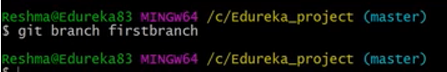 Reshma@Edureka83 MINGW64 /c/Edureka_project (master)
$ git branch firstbranch
Reshma@Edureka83 MINGW64 /c/Edureka_project (master)
$